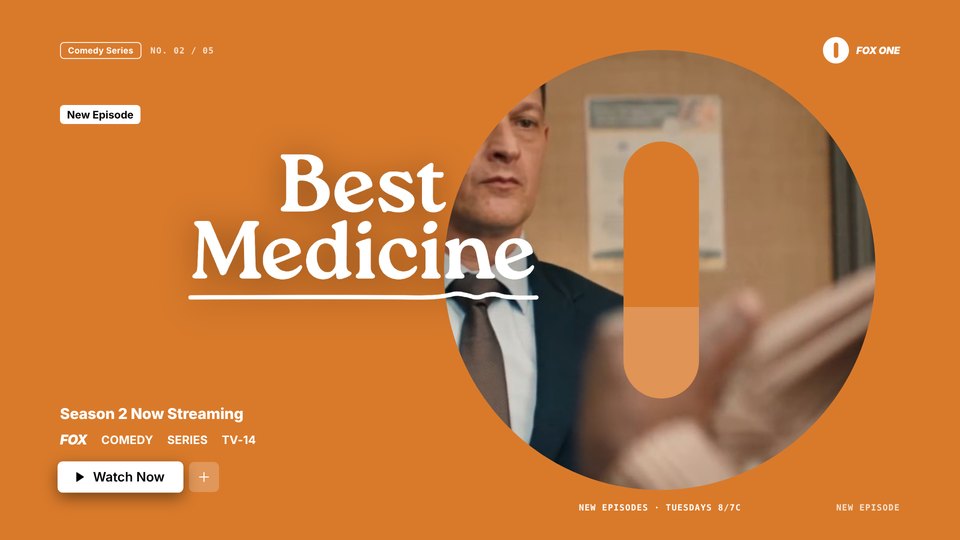 Comedy Series NO. 02 / 05
FOX ONE
New Episode
Best
Medicine
Season 2 Now Streaming
FOX COMEDY SERIES TV-14
Watch Now
NEW EPISODES · TUESDAYS 8/7C
NEW EPISODE